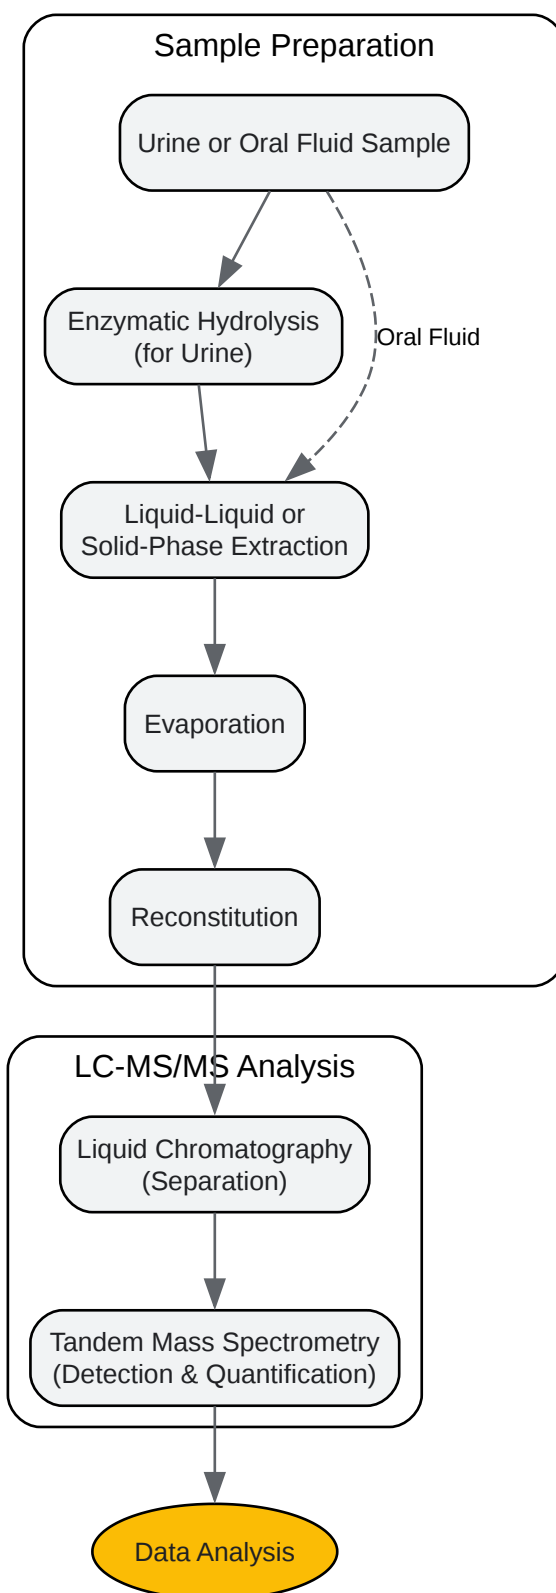 Sample Preparation
Urine or Oral Fluid Sample
Enzymatic Hydrolysis
(for Urine)
Oral Fluid
Liquid-Liquid or
Solid-Phase Extraction
Evaporation
Reconstitution
LC-MS/MS Analysis
Liquid Chromatography
(Separation)
Tandem Mass Spectrometry
(Detection & Quantification)
Data Analysis